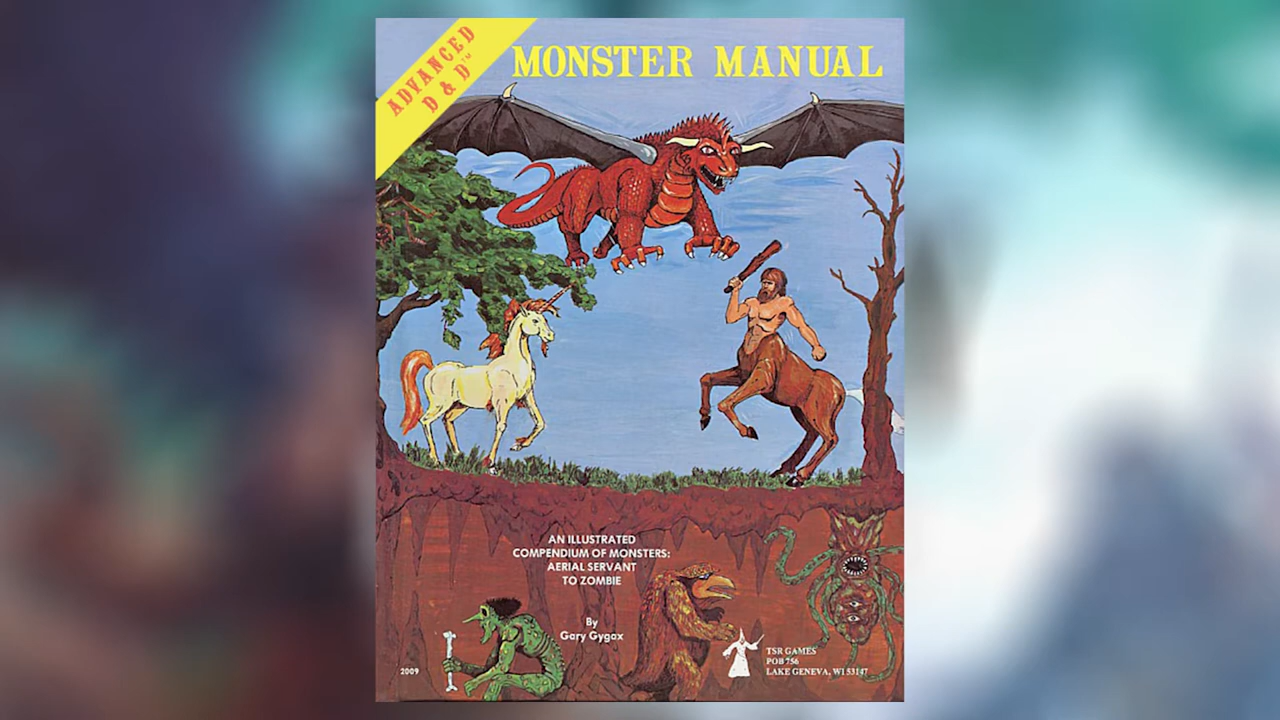 ADVANCED
D & D™
MONSTER MANUAL
AN ILLUSTRATED
COMPENDIUM OF MONSTERS:
AERIAL SERVANT
TO ZOMBIE
By
Gary Gygax
2009
TSR GAMES
POB 756
LAKE GENEVA, WI 53147